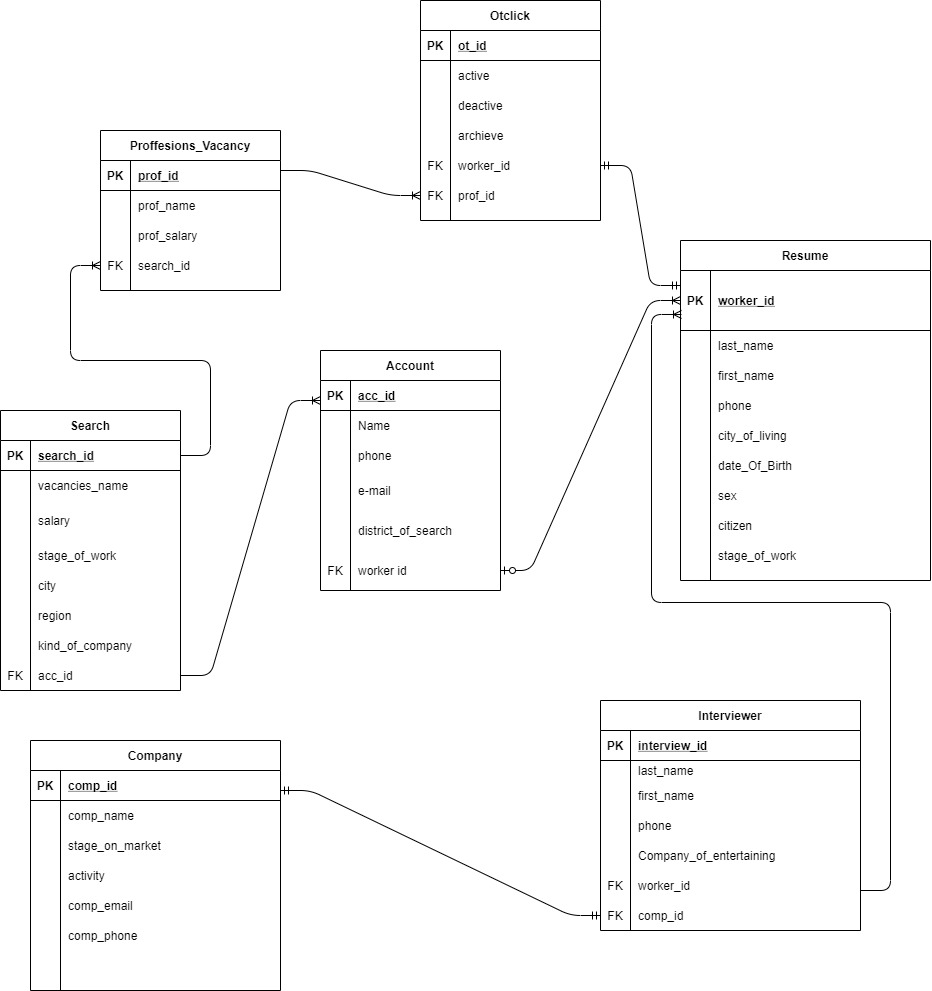 Otclick
PK ot_id
active
deactive
archieve
FK worker_id
FK prof_id
Proffesions_Vacancy
PK prof_id
prof_name
prof_salary
FK search_id
Resume
PK worker_id
last_name
first_name
phone
city_of_living
date_Of_Birth
sex
citizen
stage_of_work
Account
PK acc_id
Name
phone
e-mail
district_of_search
FK worker id
Search
PK search_id
vacancies_name
salary
stage_of_work
city
region
kind_of_company
FK acc_id
Interviewer
PK interview_id
last_name
first_name
phone
Company_of_entertaining
FK worker_id
FK comp_id
Company
PK comp_id
comp_name
stage_on_market
activity
comp_email
comp_phone